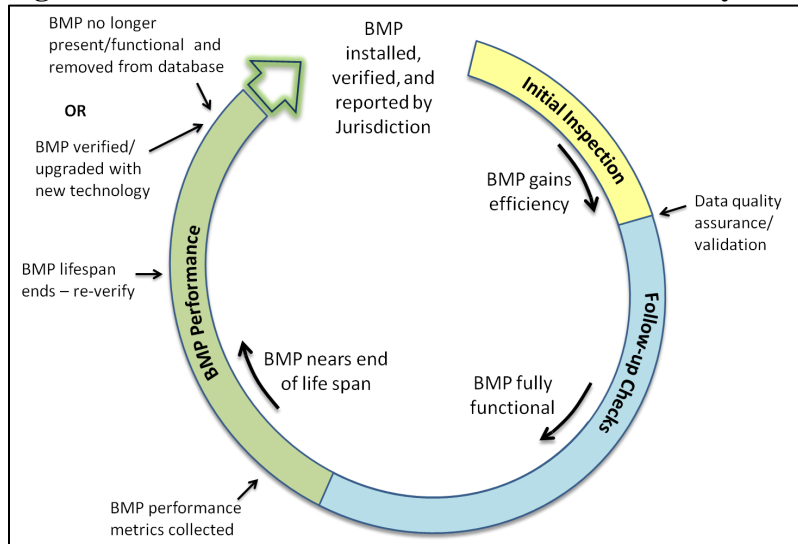 BMP no longer
present/functional and
removed from database
OR
BMP verified/
upgraded with
new technology
BMP lifespan
ends – re-verify
BMP performance
metrics collected
BMP
installed,
verified, and
reported by
Jurisdiction
Initial Inspection
BMP gains
efficiency
Data quality
assurance/
validation
Follow-up Checks
BMP fully
functional
BMP nears end
of life span
BMP Performance